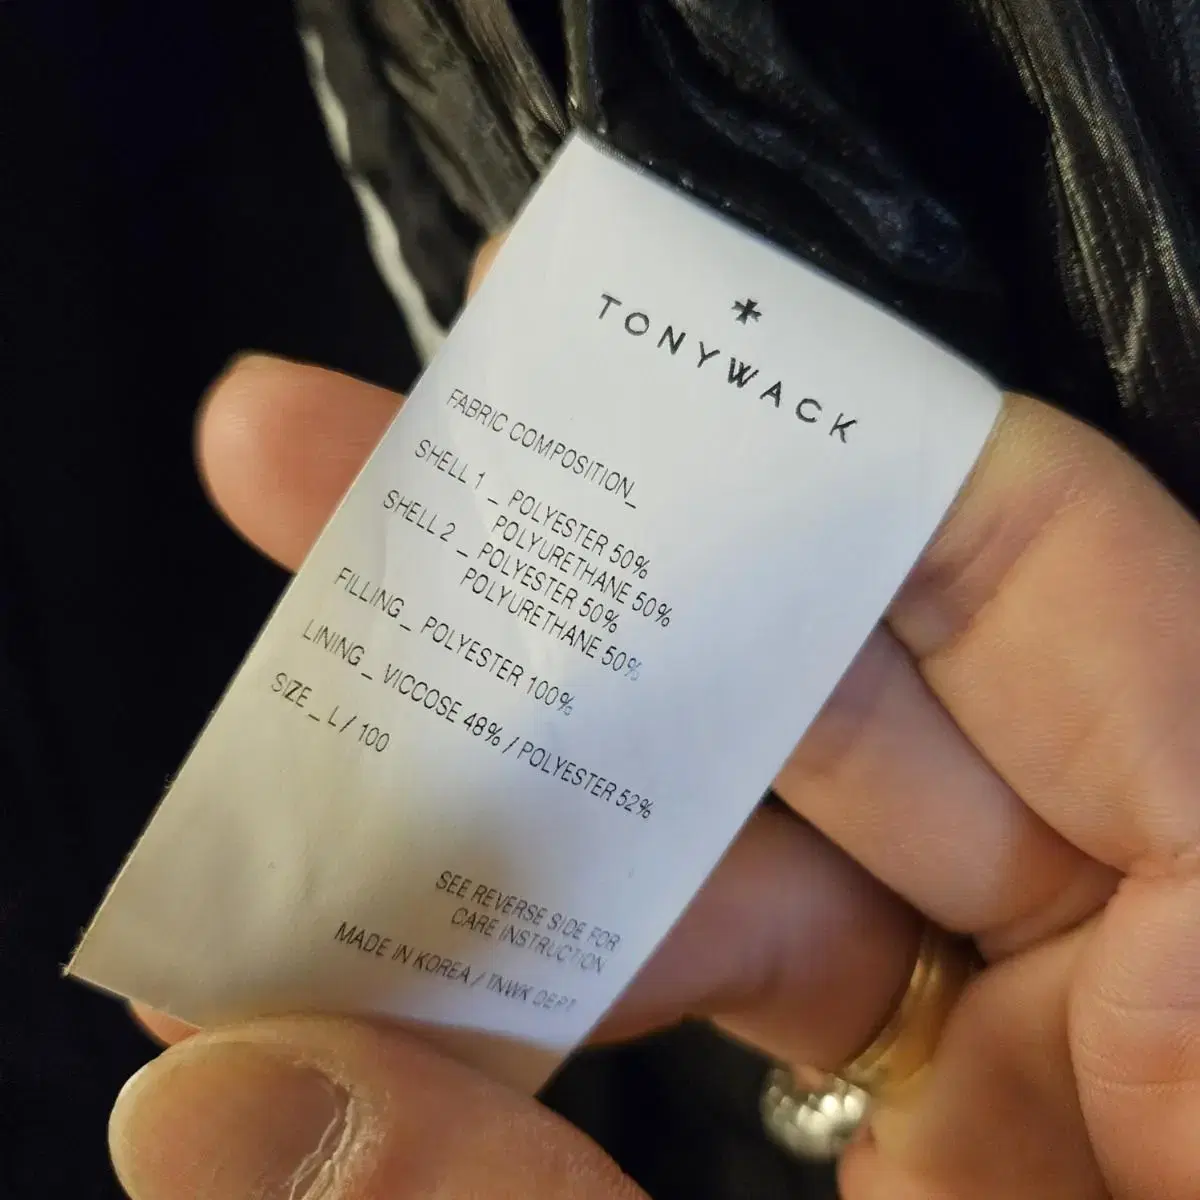 TONYWACK
FABRIC COMPOSITION_
SHELL 1 _ POLYESTER 50%
POLYURETHANE 50%
SHELL 2 _ POLYESTER 50%
POLYURETHANE 50%
FILLING_ POLYESTER 100%
LINING _ VICCOSE 48% / POLYESTER 52%
SIZE _ L / 100
SEE REVERSE SIDE FOR
CARE INSTRUCTION
MADE IN KOREA / TNWK DEPT